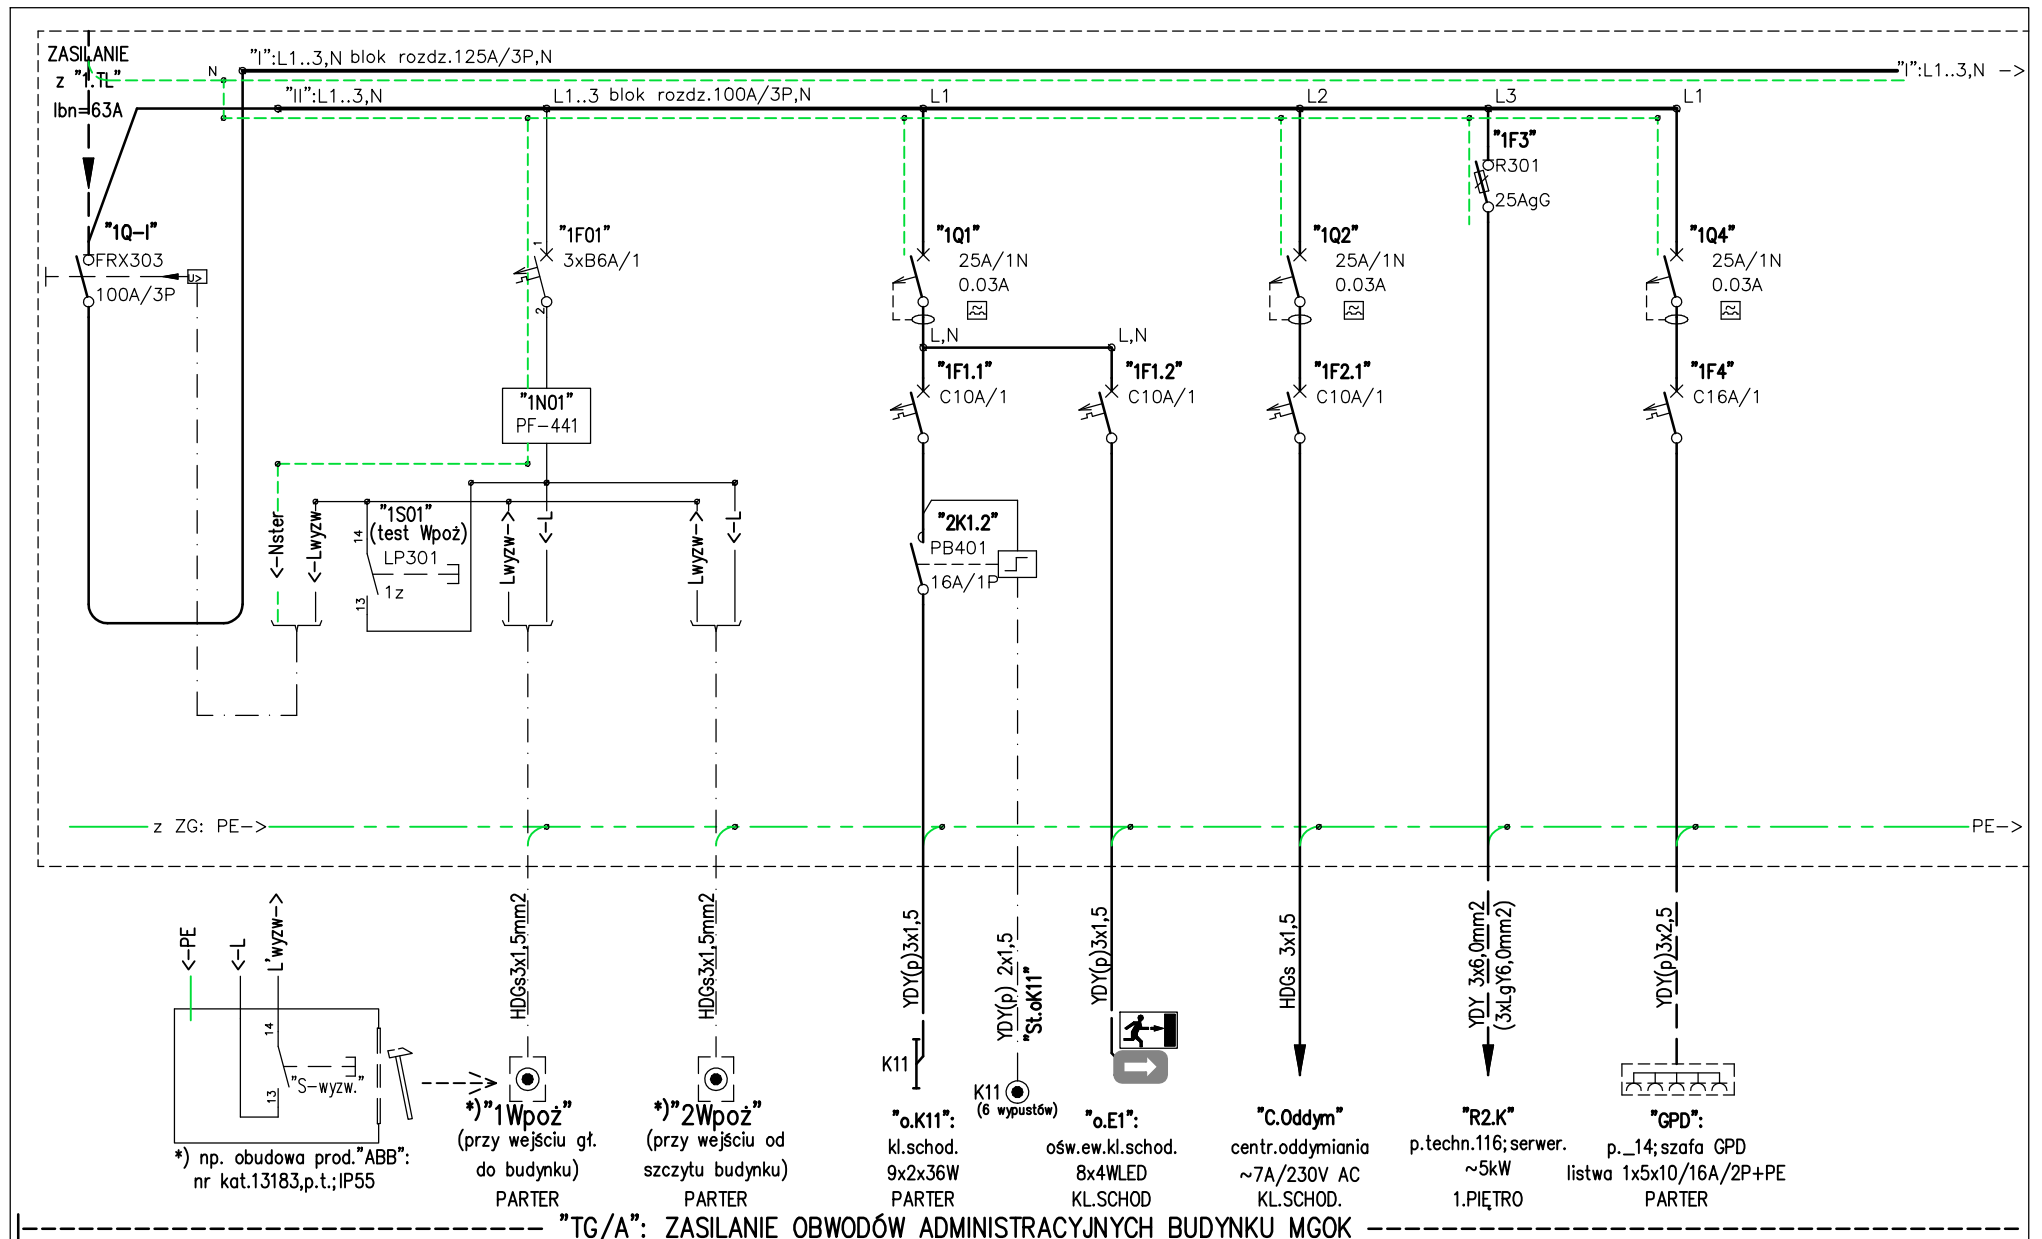 ZASILANIE
z "1.TL"
Ibn=63A
N
"I":L1..3,N blok rozdz.125A/3P,N
"I":L1..3,N ->
"II":L1..3,N
L1..3 blok rozdz.100A/3P,N
L1
L2
L3
L1
"1F3"
R301
25AgG
"1Q-I"
FRX303
100A/3P
U>
"1F01"
3xB6A/1
1
2
"1Q1"
25A/1N
0.03A
"1Q2"
25A/1N
0.03A
"1Q4"
25A/1N
0.03A
L,N
L,N
"1F1.1"
C10A/1
"1F1.2"
C10A/1
"1F2.1"
C10A/1
"1F4"
C16A/1
"1N01"
PF-441
<-Nster
<-Lwyzw
"1S01"
(test Wpoż)
LP301
1z
14
13
Lwyzw->
<-L
Lwyzw->
<-L
"2K1.2"
PB401
16A/1P
z ZG: PE->
PE->
<-PE
<-L
L'wyzw->
14
13
"S-wyzw."
*) np. obudowa prod."ABB":
nr kat.13183,p.t.;IP55
HDGs3x1,5mm2
HDGs3x1,5mm2
YDY(p)3x1,5
YDY(p) 2x1,5
"St.oK11"
YDY(p)3x1,5
HDGs 3x1,5
YDY 3x6,0mm2
(3xLgY6,0mm2)
YDY(p)3x2,5
K11
K11
(6 wypustów)
*)"1Wpoż"
(przy wejściu gł.
do budynku)
PARTER
*)"2Wpoż"
(przy wejściu od
szczytu budynku)
PARTER
"o.K11":
kl.schod.
9x2x36W
PARTER
"o.E1":
ośw.ew.kl.schod.
8x4WLED
KL.SCHOD
"C.Oddym"
centr.oddymiania
~7A/230V AC
KL.SCHOD.
"R2.K"
p.techn.116;serwer.
~5kW
1.PIĘTRO
"GPD":
p._14;szafa GPD
listwa 1x5x10/16A/2P+PE
PARTER
"TG/A": ZASILANIE OBWODÓW ADMINISTRACYJNYCH BUDYNKU MGOK